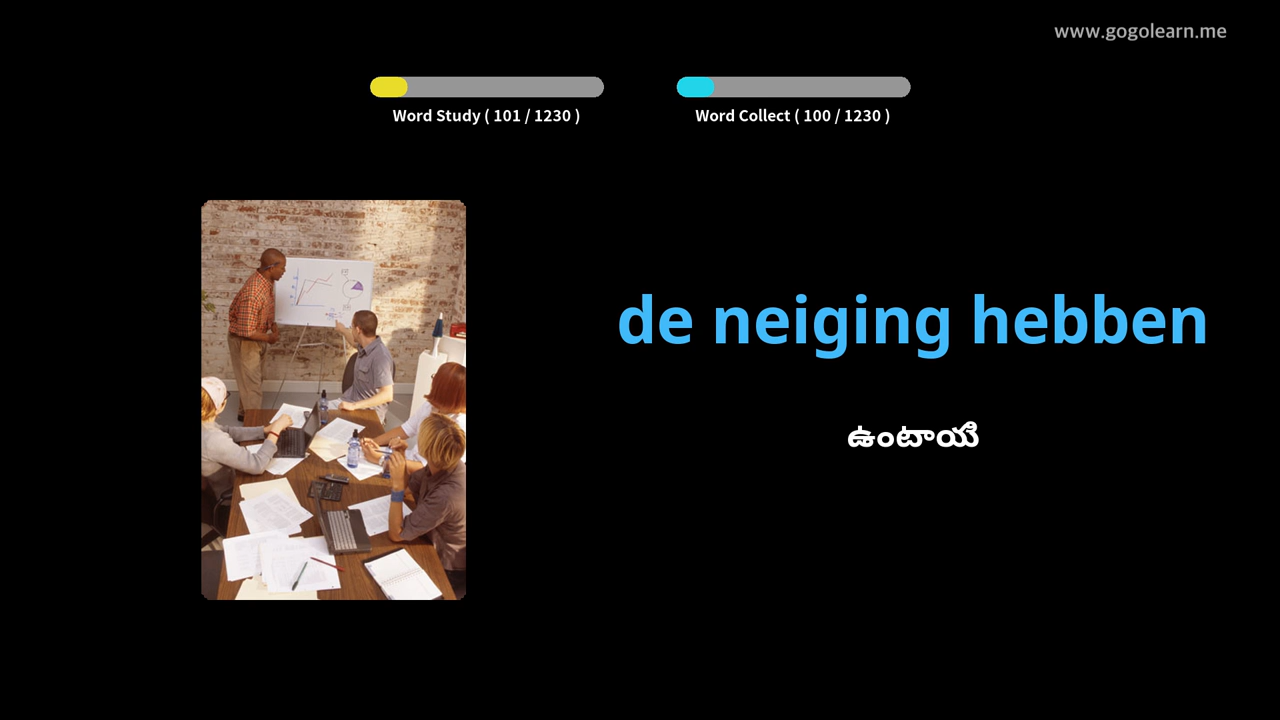 www.gogolearn.me
Word Study ( 101 / 1230 )
Word Collect ( 100 / 1230 )
de neiging hebben
ఉంటాయి